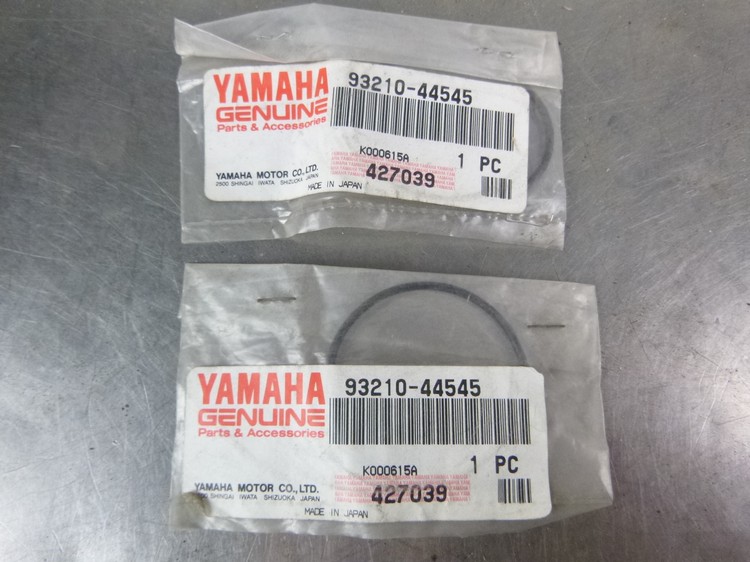 YAMAHA
GENUINE
Parts & Accessories
93210-44545
K000615A
1 PC
427039
YAMAHA MOTOR CO.,LTD.
2500 SHINGAI IWATA SHIZUOKA JAPAN
MADE IN JAPAN
YAMAHA
GENUINE
Parts & Accessories
93210-44545
K000615A
1 PC
427039
YAMAHA MOTOR CO.,LTD.
SHINGAI IWATA SHIZUOKA JAPAN
MADE IN JAPAN